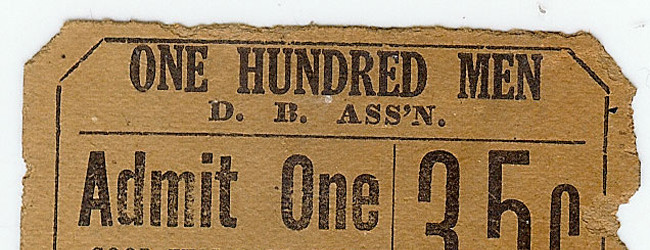 ONE HUNDRED MEN
D. B. ASS'N.
Admit One 35c